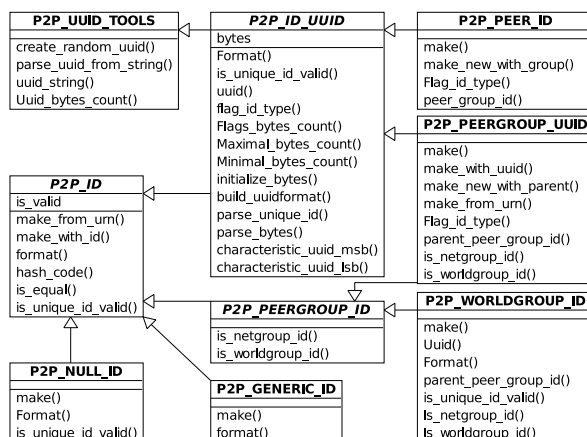 P2P_UUID_TOOLS
create_random_uuid()
parse_uuid_from_string()
uuid_string()
Uuid_bytes_count()
P2P_ID_UUID
bytes
Format()
is_unique_id_valid()
uuid()
flag_id_type()
Flags_bytes_count()
Maximal_bytes_count()
Minimal_bytes_count()
initialize_bytes()
build_uuidformat()
parse_unique_id()
parse_bytes()
characteristic_uuid_msb()
characteristic_uuid_lsb()
P2P_PEER_ID
make()
make_new_with_group()
Flag_id_type()
peer_group_id()
P2P_PEERGROUP_UUID
make()
make_with_uuid()
make_new_with_parent()
make_from_urn()
Flag_id_type()
parent_peer_group_id()
is_netgroup_id()
is_worldgroup_id()
P2P_ID
is_valid
make_from_urn()
make_with_id()
format()
hash_code()
is_equal()
is_unique_id_valid()
P2P_PEERGROUP_ID
is_netgroup_id()
is_worldgroup_id()
P2P_WORLDGROUP_ID
make()
Uuid()
Format()
parent_peer_group_id()
is_unique_id_valid()
Is_netgroup_id()
Is_worldgroup_id()
P2P_NULL_ID
make()
Format()
is_unique_id_valid()
P2P_GENERIC_ID
make()
format()